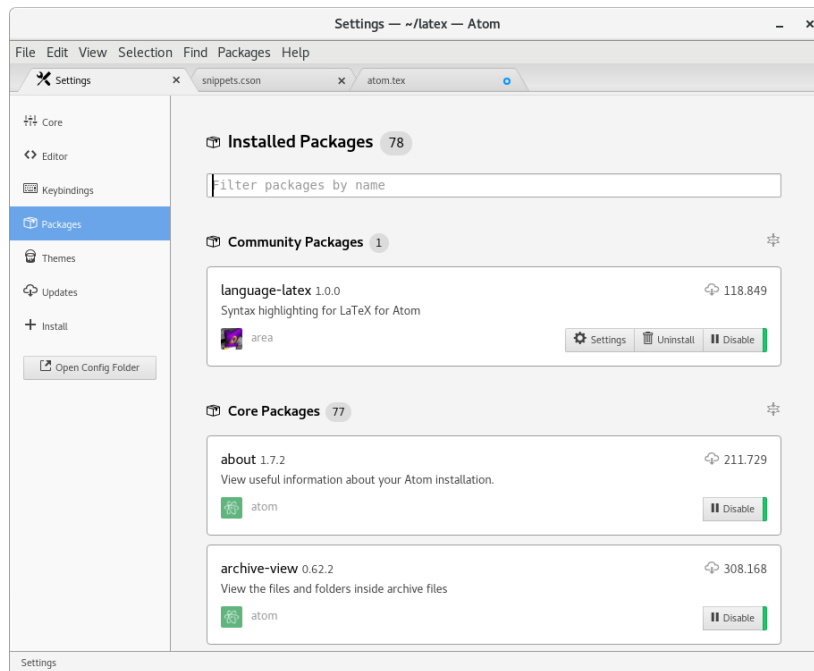 Settings — ~/latex — Atom
File Edit View Selection Find Packages Help
Settings
snippets.cson
atom.tex
Core
Editor
Keybindings
Packages
Themes
Updates
Install
Open Config Folder
Installed Packages 78
Filter packages by name
Community Packages 1
language-latex 1.0.0 118.849
Syntax highlighting for LaTeX for Atom
area Settings Uninstall Disable
Core Packages 77
about 1.7.2 211.729
View useful information about your Atom installation.
atom Disable
archive-view 0.62.2 308.168
View the files and folders inside archive files
atom Disable
Settings